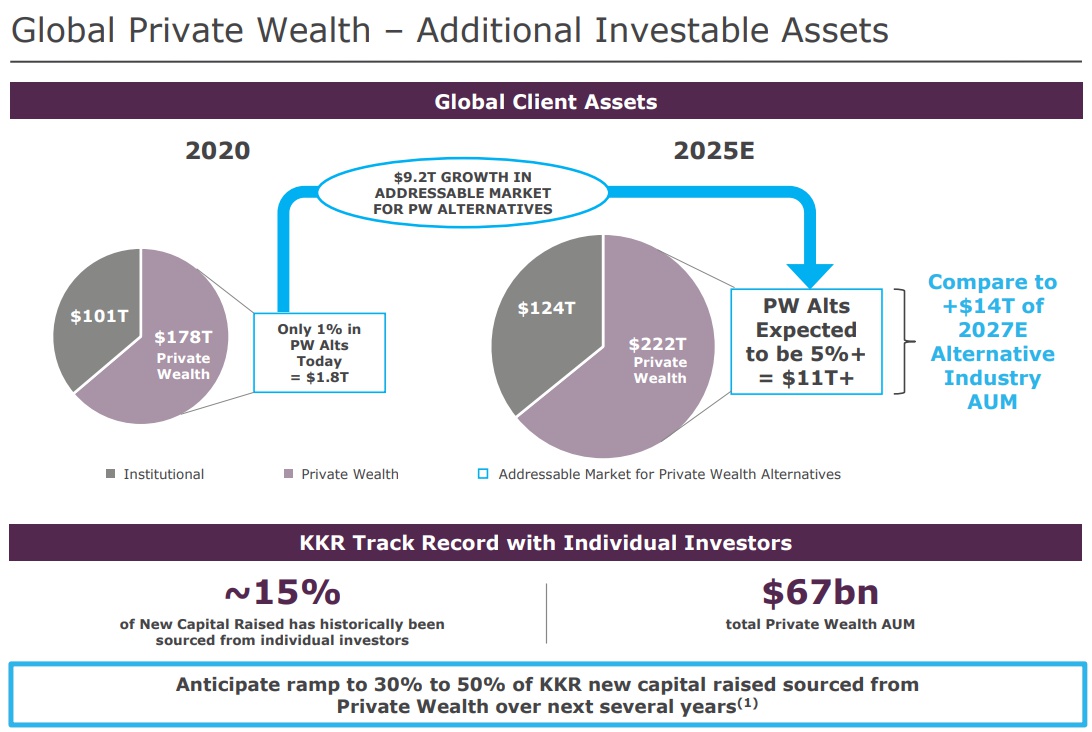 Global Private Wealth – Additional Investable Assets
Global Client Assets
2020
2025E
$9.2T GROWTH IN
ADDRESSABLE MARKET
FOR PW ALTERNATIVES
$101T
$178T
Private
Wealth
Only 1% in
PW Alts
Today
= $1.8T
$124T
$222T
Private
Wealth
PW Alts
Expected
to be 5%+
= $11T+
Compare to
+$14T of
2027E
Alternative
Industry
AUM
Institutional
Private Wealth
Addressable Market for Private Wealth Alternatives
KKR Track Record with Individual Investors
~15%
of New Capital Raised has historically been
sourced from individual investors
$67bn
total Private Wealth AUM
Anticipate ramp to 30% to 50% of KKR new capital raised sourced from
Private Wealth over next several years(1)